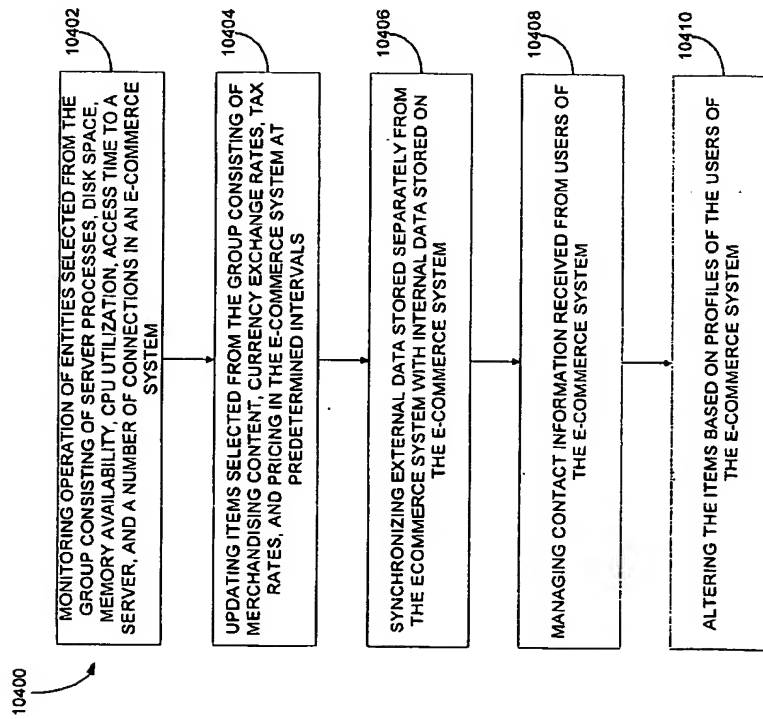 10400
10402
MONITORING OPERATION OF ENTITIES SELECTED FROM THE
GROUP CONSISTING OF SERVER PROCESSES, DISK SPACE,
MEMORY AVAILABILITY, CPU UTILIZATION, ACCESS TIME TO A
SERVER, AND A NUMBER OF CONNECTIONS IN AN E-COMMERCE
SYSTEM
10404
UPDATING ITEMS SELECTED FROM THE GROUP CONSISTING OF
MERCHANDISING CONTENT, CURRENCY EXCHANGE RATES, TAX
RATES, AND PRICING IN THE E-COMMERCE SYSTEM AT
PREDETERMINED INTERVALS
10406
SYNCHRONIZING EXTERNAL DATA STORED SEPARATELY FROM
THE ECOMMERCE SYSTEM WITH INTERNAL DATA STORED ON
THE E-COMMERCE SYSTEM
10408
MANAGING CONTACT INFORMATION RECEIVED FROM USERS OF
THE E-COMMERCE SYSTEM
10410
ALTERING THE ITEMS BASED ON PROFILES OF THE USERS OF
THE E-COMMERCE SYSTEM